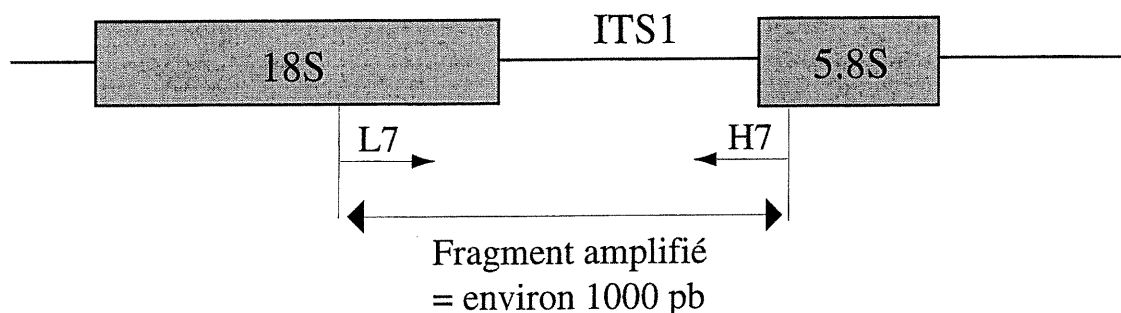 ITS1
18S
5.8S
L7
H7
Fragment amplifié
= environ 1000 pb